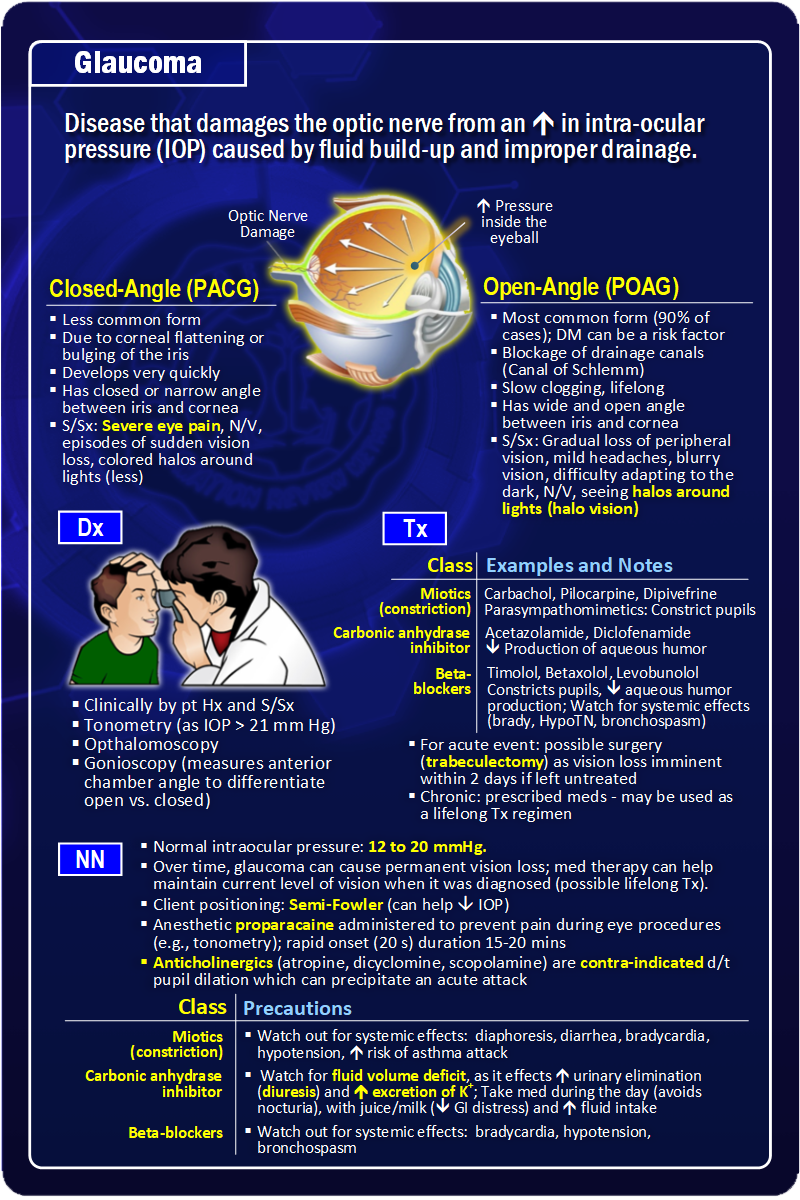 Glaucoma
Disease that damages the optic nerve from an ↑ in intra-ocular
pressure (IOP) caused by fluid build-up and improper drainage.
Optic Nerve
Damage
↑ Pressure
inside the
eyeball
Closed-Angle (PACG)
▪ Less common form
▪ Due to corneal flattening or
bulging of the iris
▪ Develops very quickly
▪ Has closed or narrow angle
between iris and cornea
▪ S/Sx: Severe eye pain, N/V,
episodes of sudden vision
loss, colored halos around
lights (less)
Open-Angle (POAG)
▪ Most common form (90% of
cases); DM can be a risk factor
▪ Blockage of drainage canals
(Canal of Schlemm)
▪ Slow clogging, lifelong
▪ Has wide and open angle
between iris and cornea
▪ S/Sx: Gradual loss of peripheral
vision, mild headaches, blurry
vision, difficulty adapting to the
dark, N/V, seeing halos around
lights (halo vision)
Dx
▪ Clinically by pt Hx and S/Sx
▪ Tonometry (as IOP > 21 mm Hg)
▪ Opthalomoscopy
▪ Gonioscopy (measures anterior
chamber angle to differentiate
open vs. closed)
Tx
Class Examples and Notes
Miotics Carbachol, Pilocarpine, Dipivefrine
(constriction) Parasympathomimetics: Constrict pupils
Carbonic anhydrase Acetazolamide, Diclofenamide
inhibitor ↓ Production of aqueous humor
Beta- Timolol, Betaxolol, Levobunolol
blockers Constricts pupils, ↓ aqueous humor
production; Watch for systemic effects
(brady, HypoTN, bronchospasm)
▪ For acute event: possible surgery
(trabeculectomy) as vision loss imminent
within 2 days if left untreated
▪ Chronic: prescribed meds - may be used as
a lifelong Tx regimen
NN
▪ Normal intraocular pressure: 12 to 20 mmHg.
▪ Over time, glaucoma can cause permanent vision loss; med therapy can help
maintain current level of vision when it was diagnosed (possible lifelong Tx).
▪ Client positioning: Semi-Fowler (can help ↓ IOP)
▪ Anesthetic proparacaine administered to prevent pain during eye procedures
(e.g., tonometry); rapid onset (20 s) duration 15-20 mins
▪ Anticholinergics (atropine, dicyclomine, scopolamine) are contra-indicated d/t
pupil dilation which can precipitate an acute attack
Class Precautions
Miotics ▪ Watch out for systemic effects: diaphoresis, diarrhea, bradycardia,
(constriction) hypotension, ↑ risk of asthma attack
Carbonic anhydrase ▪ Watch for fluid volume deficit, as it effects ↑ urinary elimination
inhibitor (diuresis) and ↑ excretion of K⁺; Take med during the day (avoids
nocturia), with juice/milk (↓ GI distress) and ↑ fluid intake
Beta-blockers ▪ Watch out for systemic effects: bradycardia, hypotension,
bronchospasm